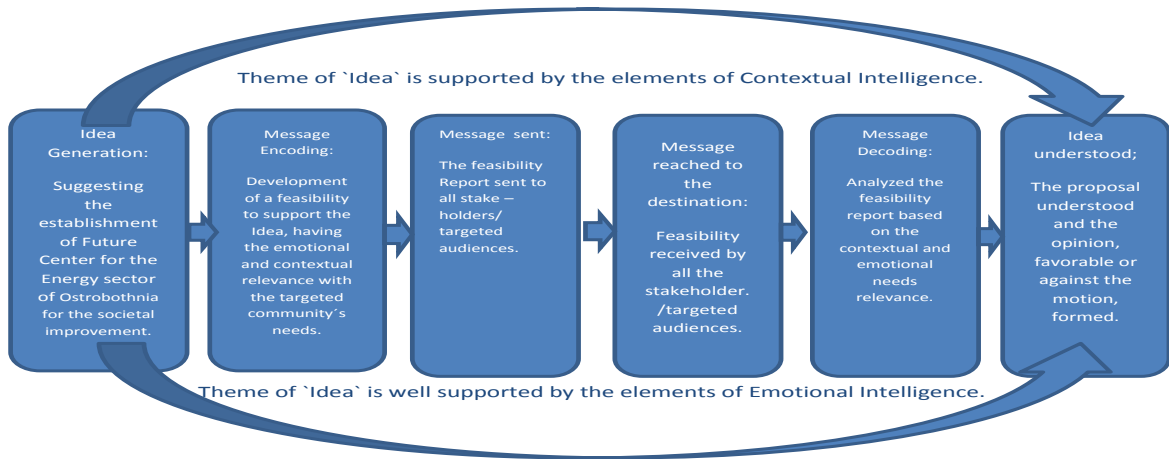 Theme of `Idea` is supported by the elements of Contextual Intelligence.
Idea
Generation:
Suggesting
the
establishment
of Future
Center for the
Energy sector
of Ostrobothnia
for the societal
improvement.
Message
Encoding:
Development
of a feasibility
to support the
Idea, having
the emotional
and contextual
relevance with
the targeted
community´s
needs.
Message sent:
The feasibility
Report sent to
all stake –
holders/
targeted
audiences.
Message
reached to
the
destination:
Feasibility
received by
all the
stakeholder.
/targeted
audiences.
Message
Decoding:
Analyzed the
feasibility
report based
on the
contextual and
emotional
needs
relevance.
Idea
understood;
The proposal
understood
and the
opinion,
favorable or
against the
motion,
formed.
Theme of `Idea` is well supported by the elements of Emotional Intelligence.